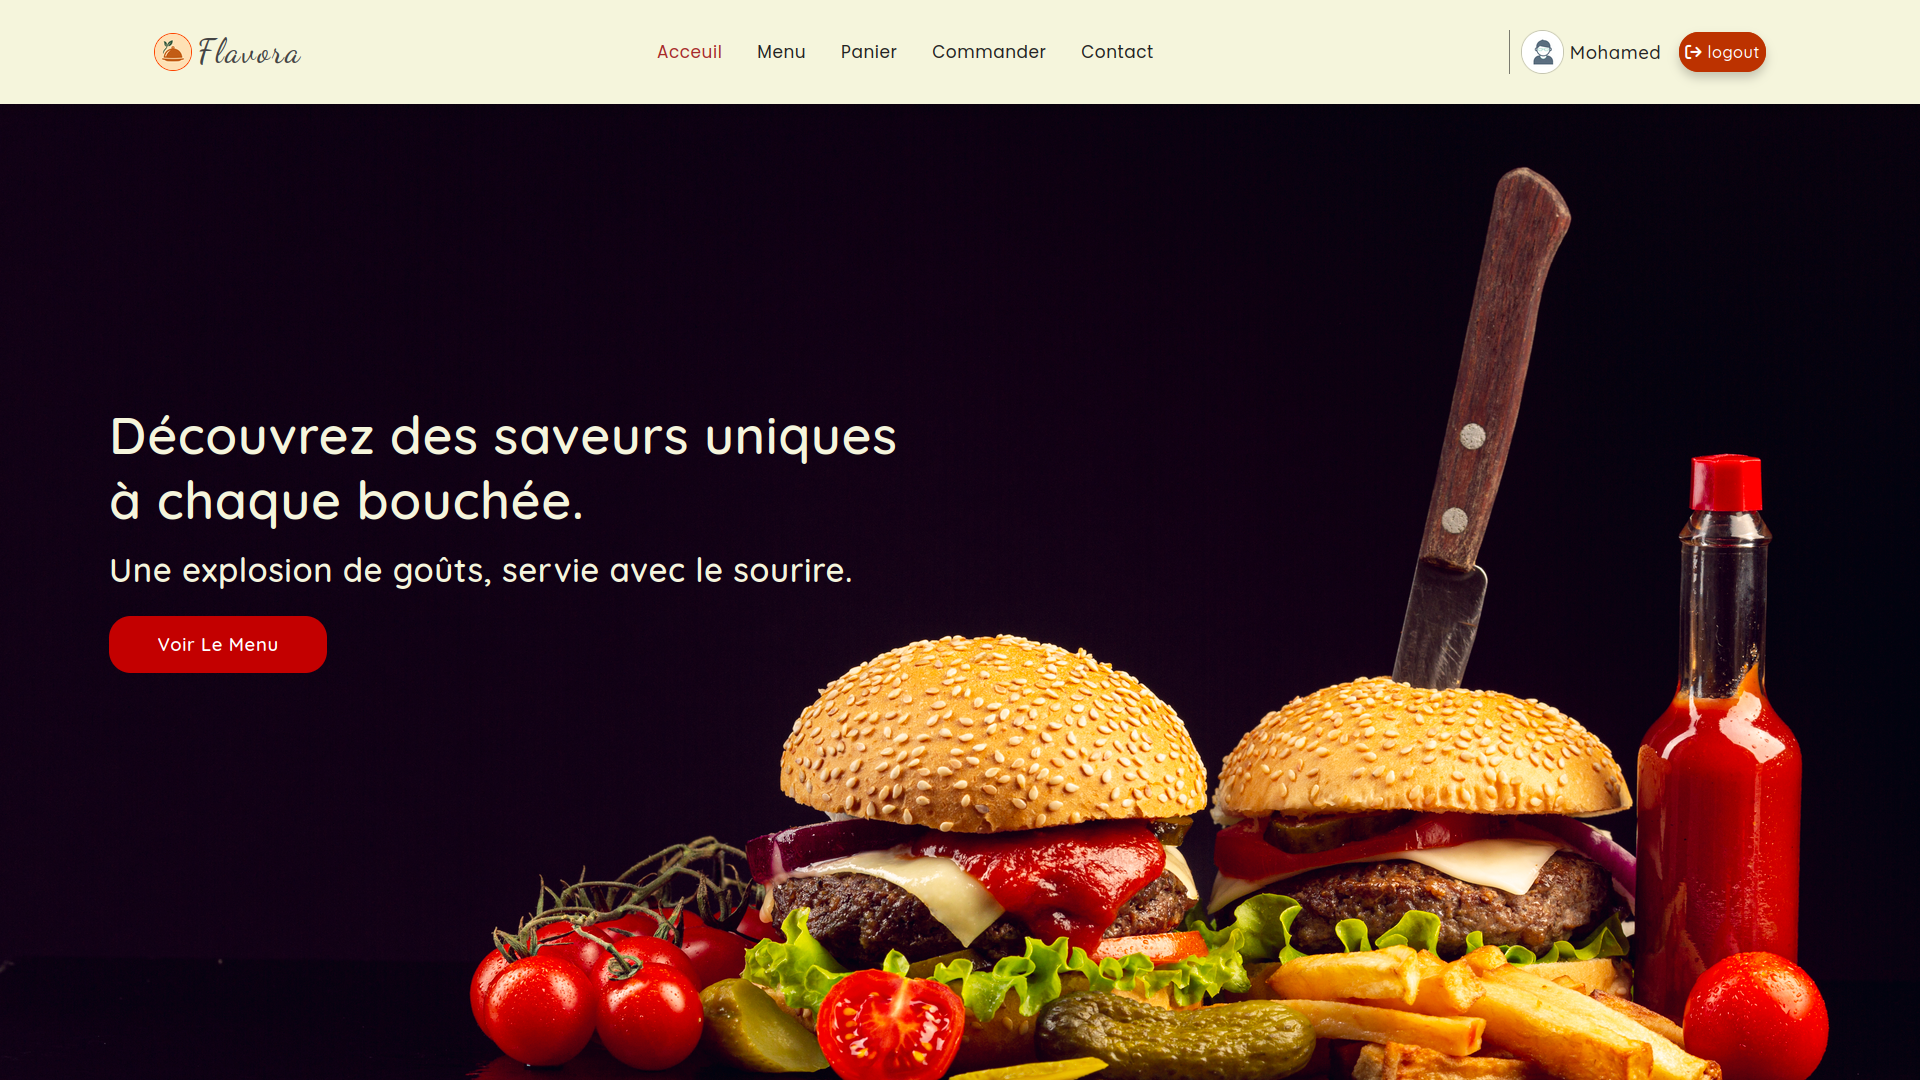 Flavora
Acceuil
Menu
Panier
Commander
Contact
Mohamed
logout
Découvrez des saveurs uniques
à chaque bouchée.
Une explosion de goûts, servie avec le sourire.
Voir Le Menu